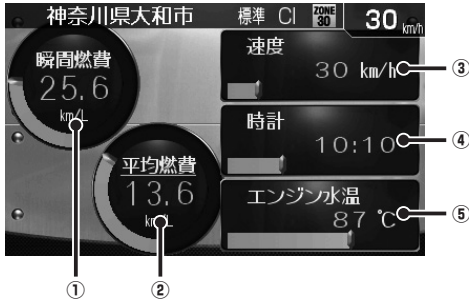 神奈川県大和市 標準 CI ZONE 30 30 km/h
瞬間燃費
25.6
km/L
平均燃費
13.6
km/L
速度
30 km/h
時計
10:10
エンジン水温
87 ℃
③
④
⑤
① ②